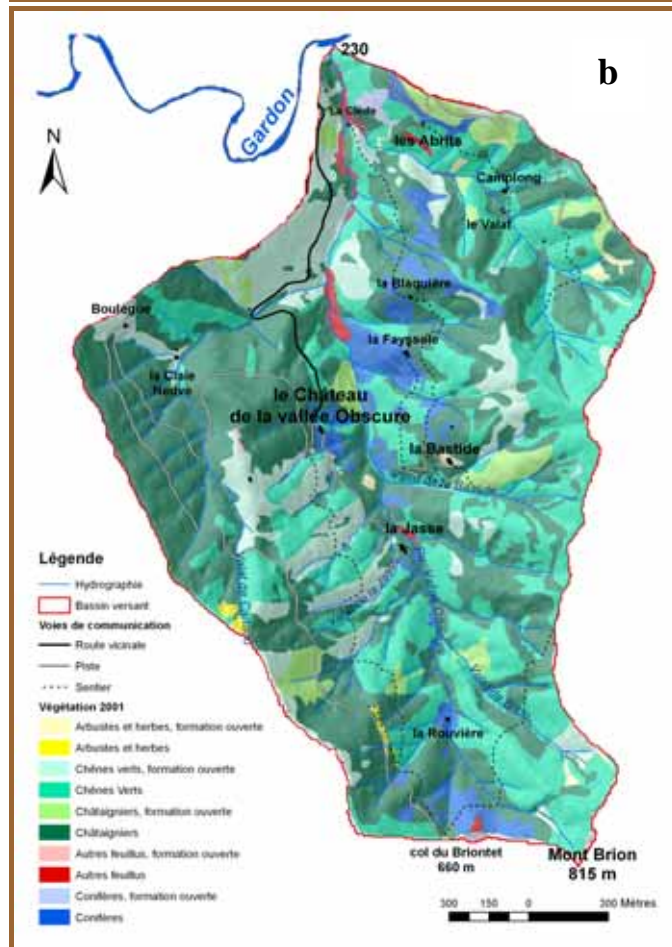 230
b
Gardon
N
La Clède
les Abrits
Camplong
le Valat
la Blaquière
la Fayssole
Boulègue
la Claie
Neuve
le Château
de la vallée Obscure
la Bastide
la Jasse
la Rouvière
col du Briontet
660 m
Mont Brion
815 m
Légende
Hydrographie
Bassin versant
Voies de communication
Route vicinale
Piste
Sentier
Végétation 2001
Arbustes et herbes, formation ouverte
Arbustes et herbes
Chênes verts, formation ouverte
Chênes Verts
Châtaigniers, formation ouverte
Châtaigniers
Autres feuillus, formation ouverte
Autres feuillus
Conifères, formation ouverte
Conifères
300 150 0 300 Mètres